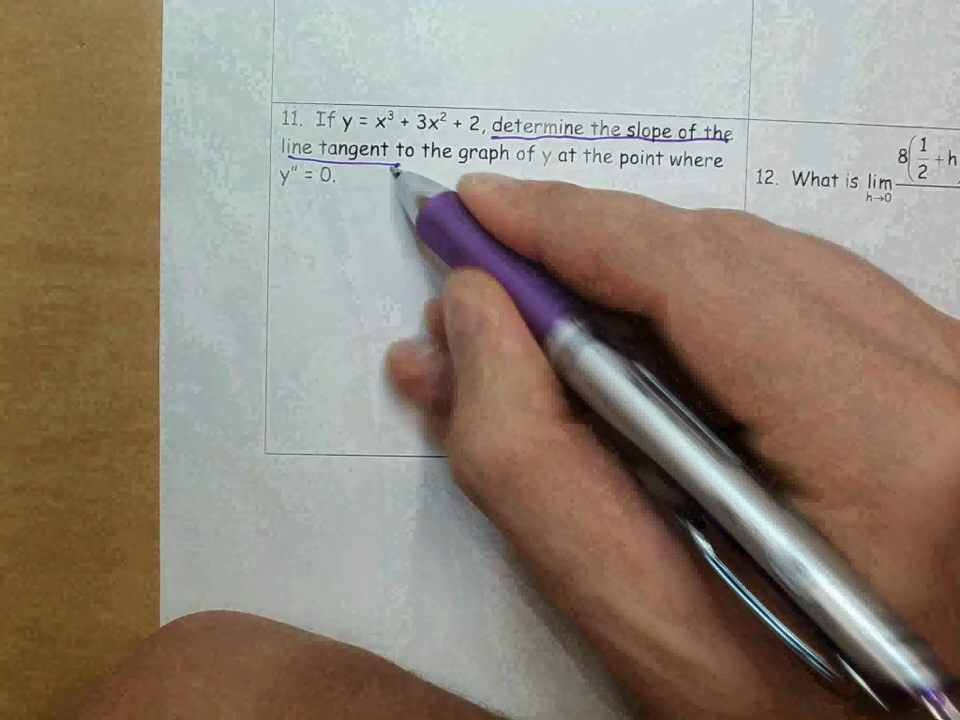 11. If y = x³ + 3x² + 2, determine the slope of the
line tangent to the graph of y at the point where
y" = 0.
12. What is lim
h→0
8(1/2 + h